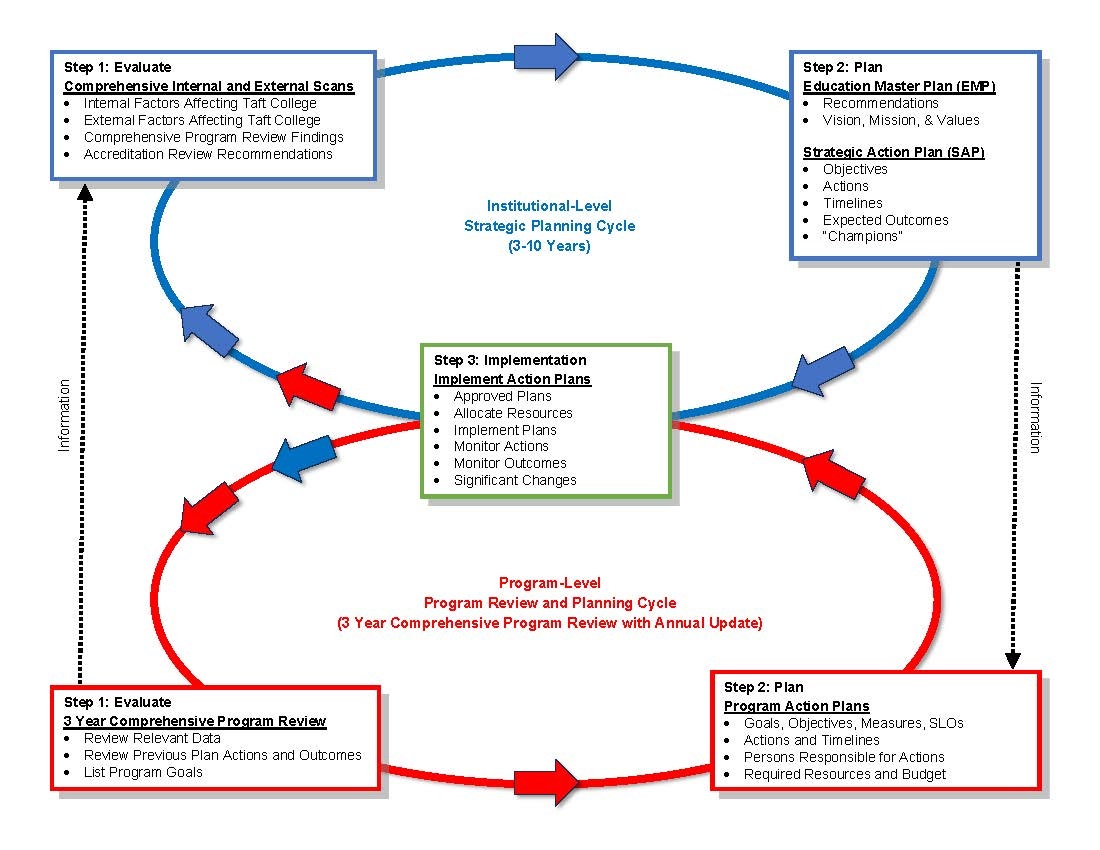 Step 1: Evaluate
Comprehensive Internal and External Scans
• Internal Factors Affecting Taft College
• External Factors Affecting Taft College
• Comprehensive Program Review Findings
• Accreditation Review Recommendations
Step 2: Plan
Education Master Plan (EMP)
• Recommendations
• Vision, Mission, & Values
Strategic Action Plan (SAP)
• Objectives
• Actions
• Timelines
• Expected Outcomes
• "Champions"
Institutional-Level
Strategic Planning Cycle
(3-10 Years)
Step 3: Implementation
Implement Action Plans
• Approved Plans
• Allocate Resources
• Implement Plans
• Monitor Actions
• Monitor Outcomes
• Significant Changes
Information
Information
Program-Level
Program Review and Planning Cycle
(3 Year Comprehensive Program Review with Annual Update)
Step 1: Evaluate
3 Year Comprehensive Program Review
• Review Relevant Data
• Review Previous Plan Actions and Outcomes
• List Program Goals
Step 2: Plan
Program Action Plans
• Goals, Objectives, Measures, SLOs
• Actions and Timelines
• Persons Responsible for Actions
• Required Resources and Budget